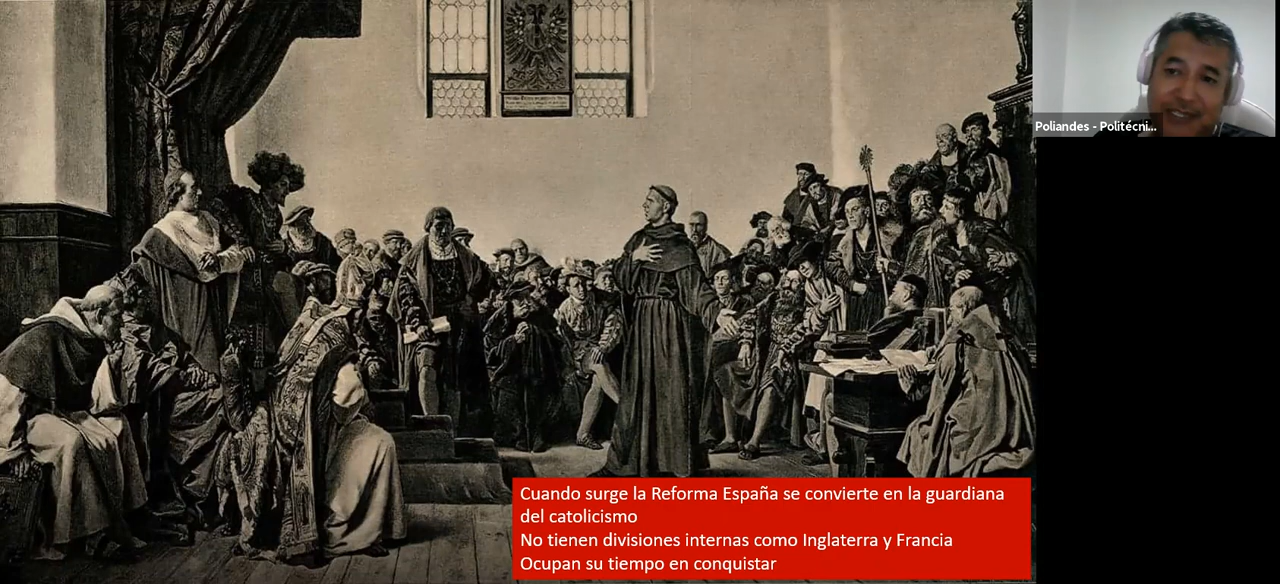 Poliandes - Politécni...
Cuando surge la Reforma España se convierte en la guardiana
del catolicismo
No tienen divisiones internas como Inglaterra y Francia
Ocupan su tiempo en conquistar